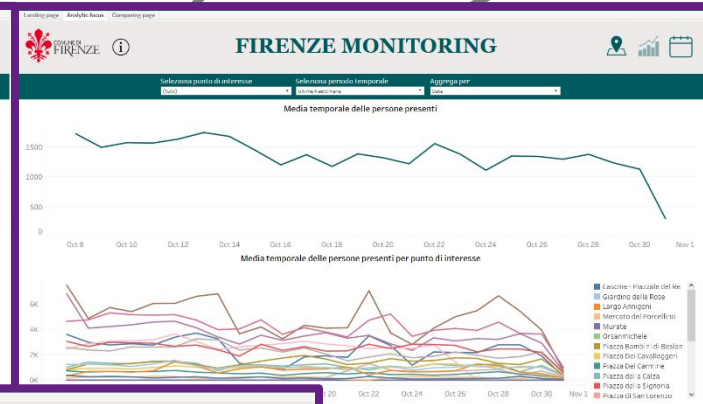 Landing page Analytic focus Comparing page
COMUNE DI
FIRENZE
i
FIRENZE MONITORING
Seleziona punto di interesse Seleziona periodo temporale Aggrega per
(Tutti) Ultime 4 settimane Data
Media temporale delle persone presenti
1500
1000
500
0
Oct 8 Oct 10 Oct 12 Oct 14 Oct 16 Oct 18 Oct 20 Oct 22 Oct 24 Oct 26 Oct 28 Oct 30 Nov 1
Media temporale delle persone presenti per punto di interesse
6K
4K
2K
0K
t 20 Oct 22 Oct 24 Oct 26 Oct 28 Oct 30 Nov 1
Cascine - Piazzale del Re
Giardino delle Rose
Largo Annigoni
Mercato del Porcellino
Murate
Orsanmichele
Piazza Bambini di Beslan
Piazza Dei Cavalleggeri
Piazza Del Carmine
Piazza della Calza
Piazza della Signoria
Piazza di San Lorenzo